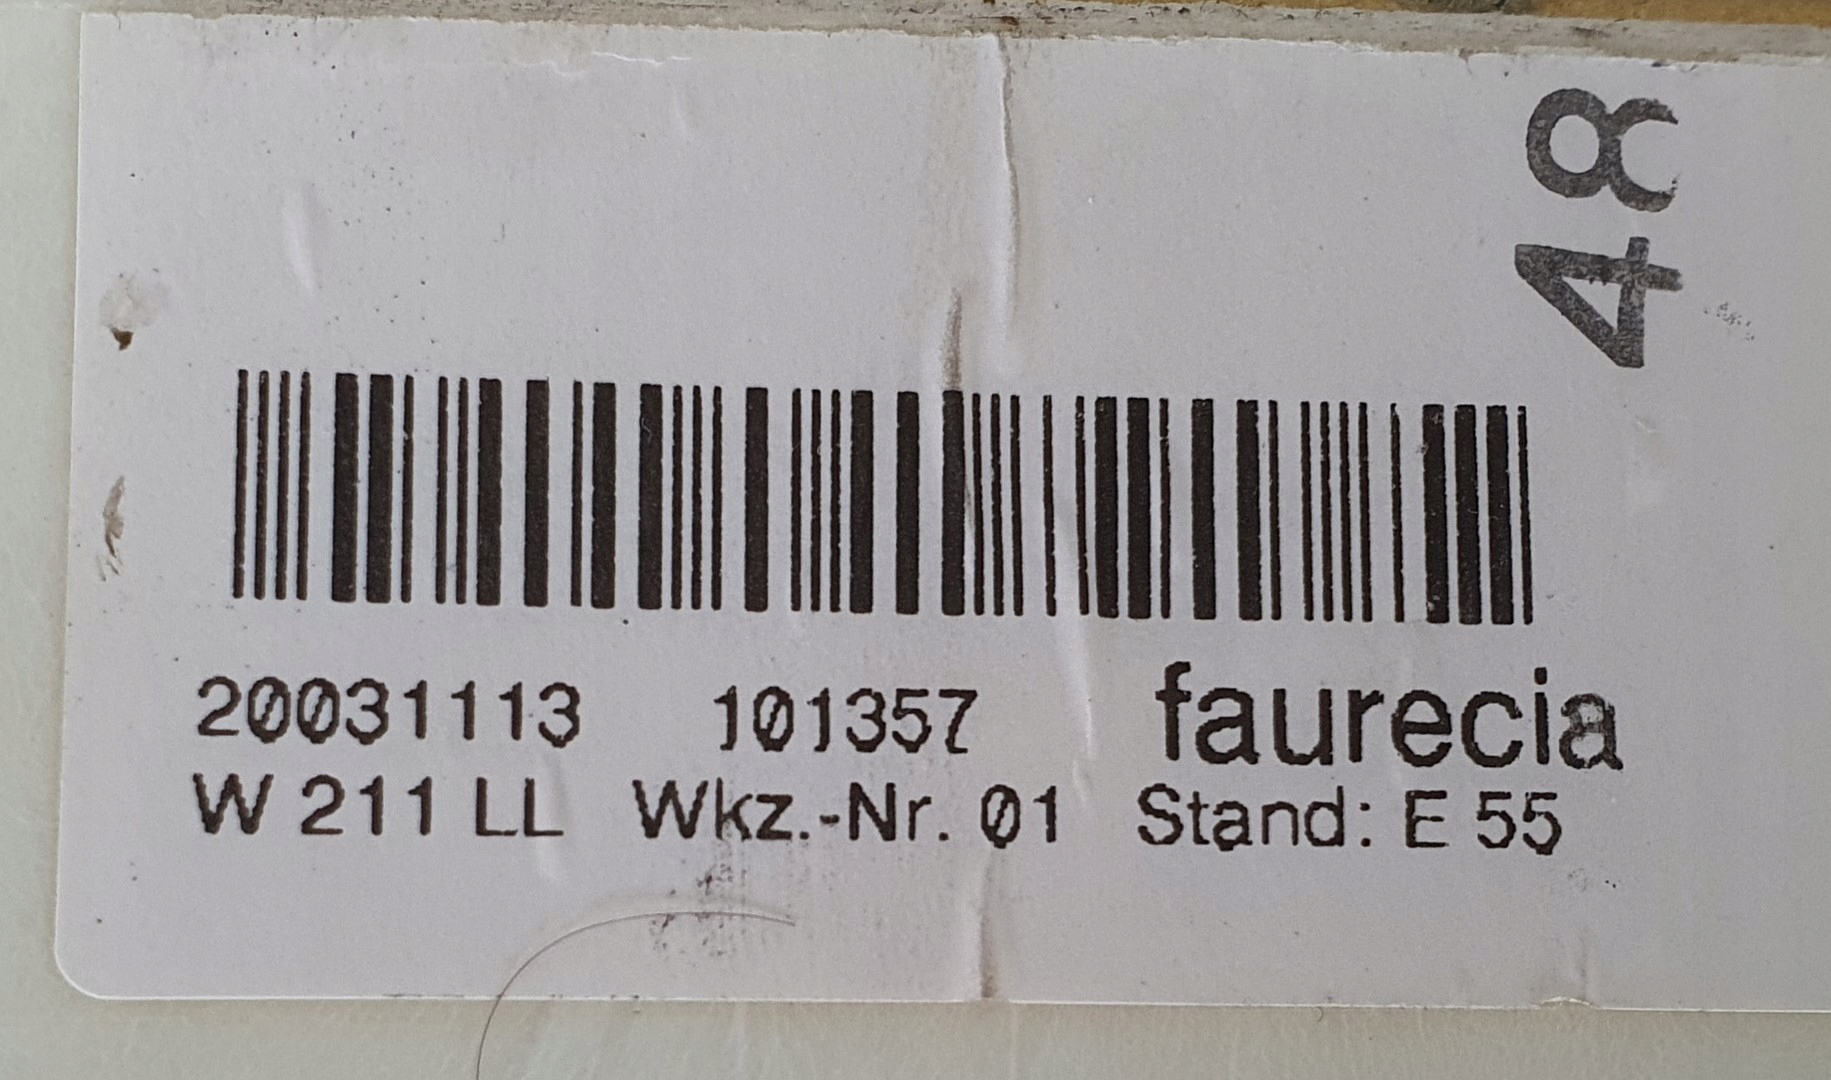 48
20031113 101357 faurecia
W 211 LL Wkz.-Nr. 01 Stand: E 55